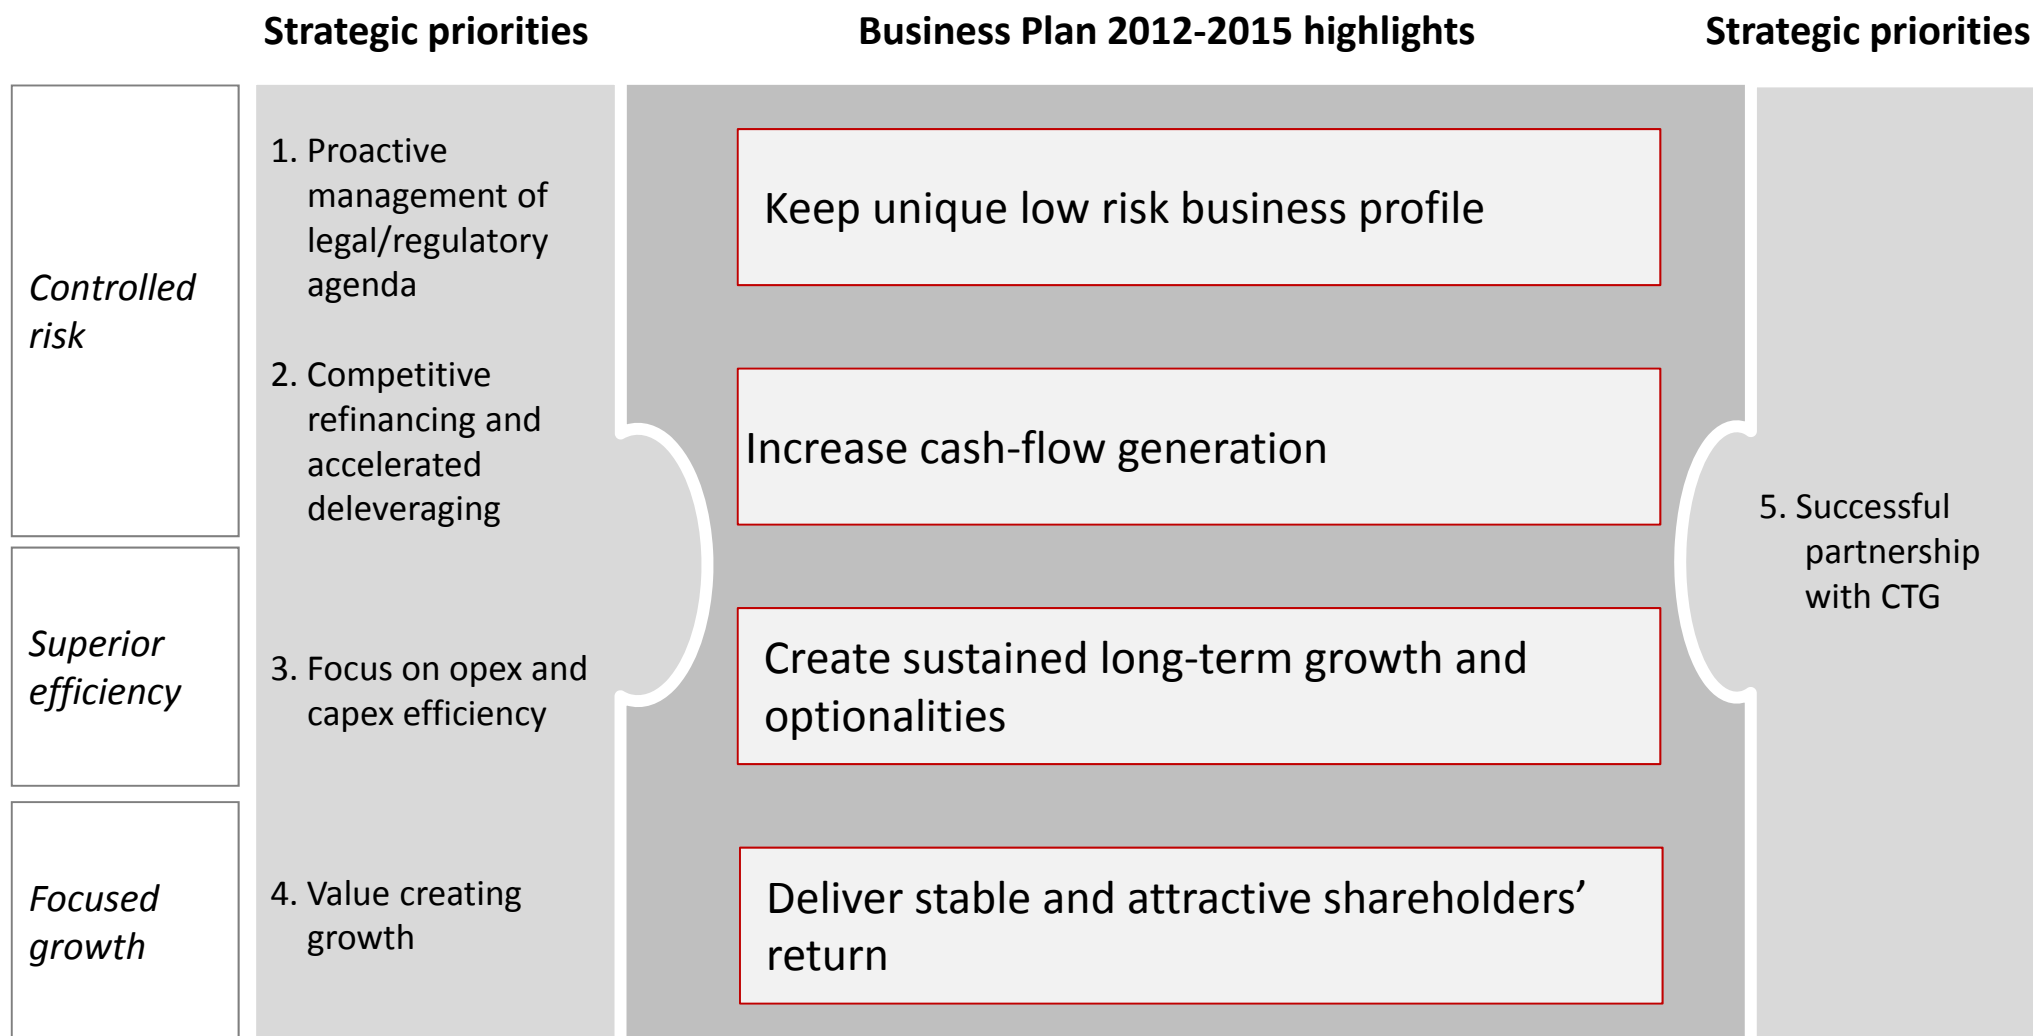 Strategic priorities
Business Plan 2012-2015 highlights
Strategic priorities
Controlled
risk
1. Proactive
management of
legal/regulatory
agenda
2. Competitive
refinancing and
accelerated
deleveraging
Superior
efficiency
3. Focus on opex and
capex efficiency
Focused
growth
4. Value creating
growth
Keep unique low risk business profile
Increase cash-flow generation
Create sustained long-term growth and
optionalities
Deliver stable and attractive shareholders’
return
5. Successful
partnership
with CTG